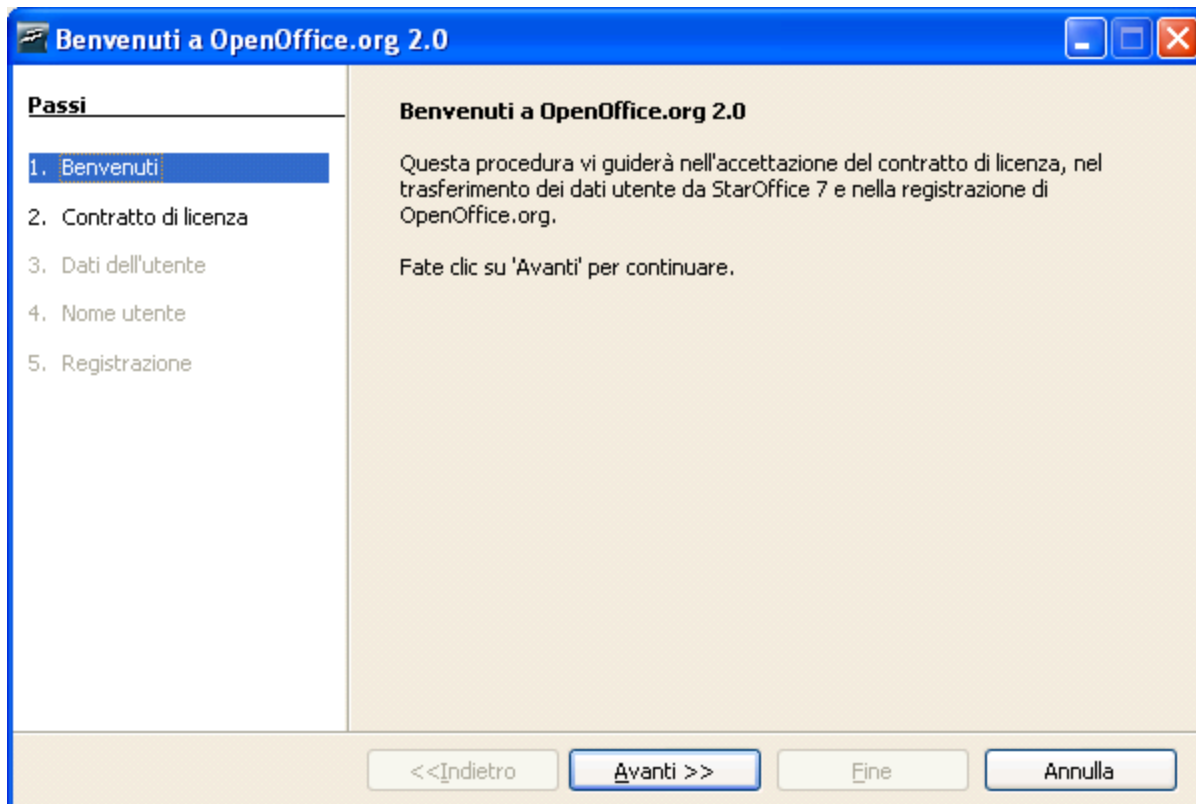 Benvenuti a OpenOffice.org 2.0
Passi
1. Benvenuti
2. Contratto di licenza
3. Dati dell'utente
4. Nome utente
5. Registrazione
Benvenuti a OpenOffice.org 2.0
Questa procedura vi guiderà nell'accettazione del contratto di licenza, nel
trasferimento dei dati utente da StarOffice 7 e nella registrazione di
OpenOffice.org.
Fate clic su 'Avanti' per continuare.
<<Indietro
Avanti >>
Fine
Annulla